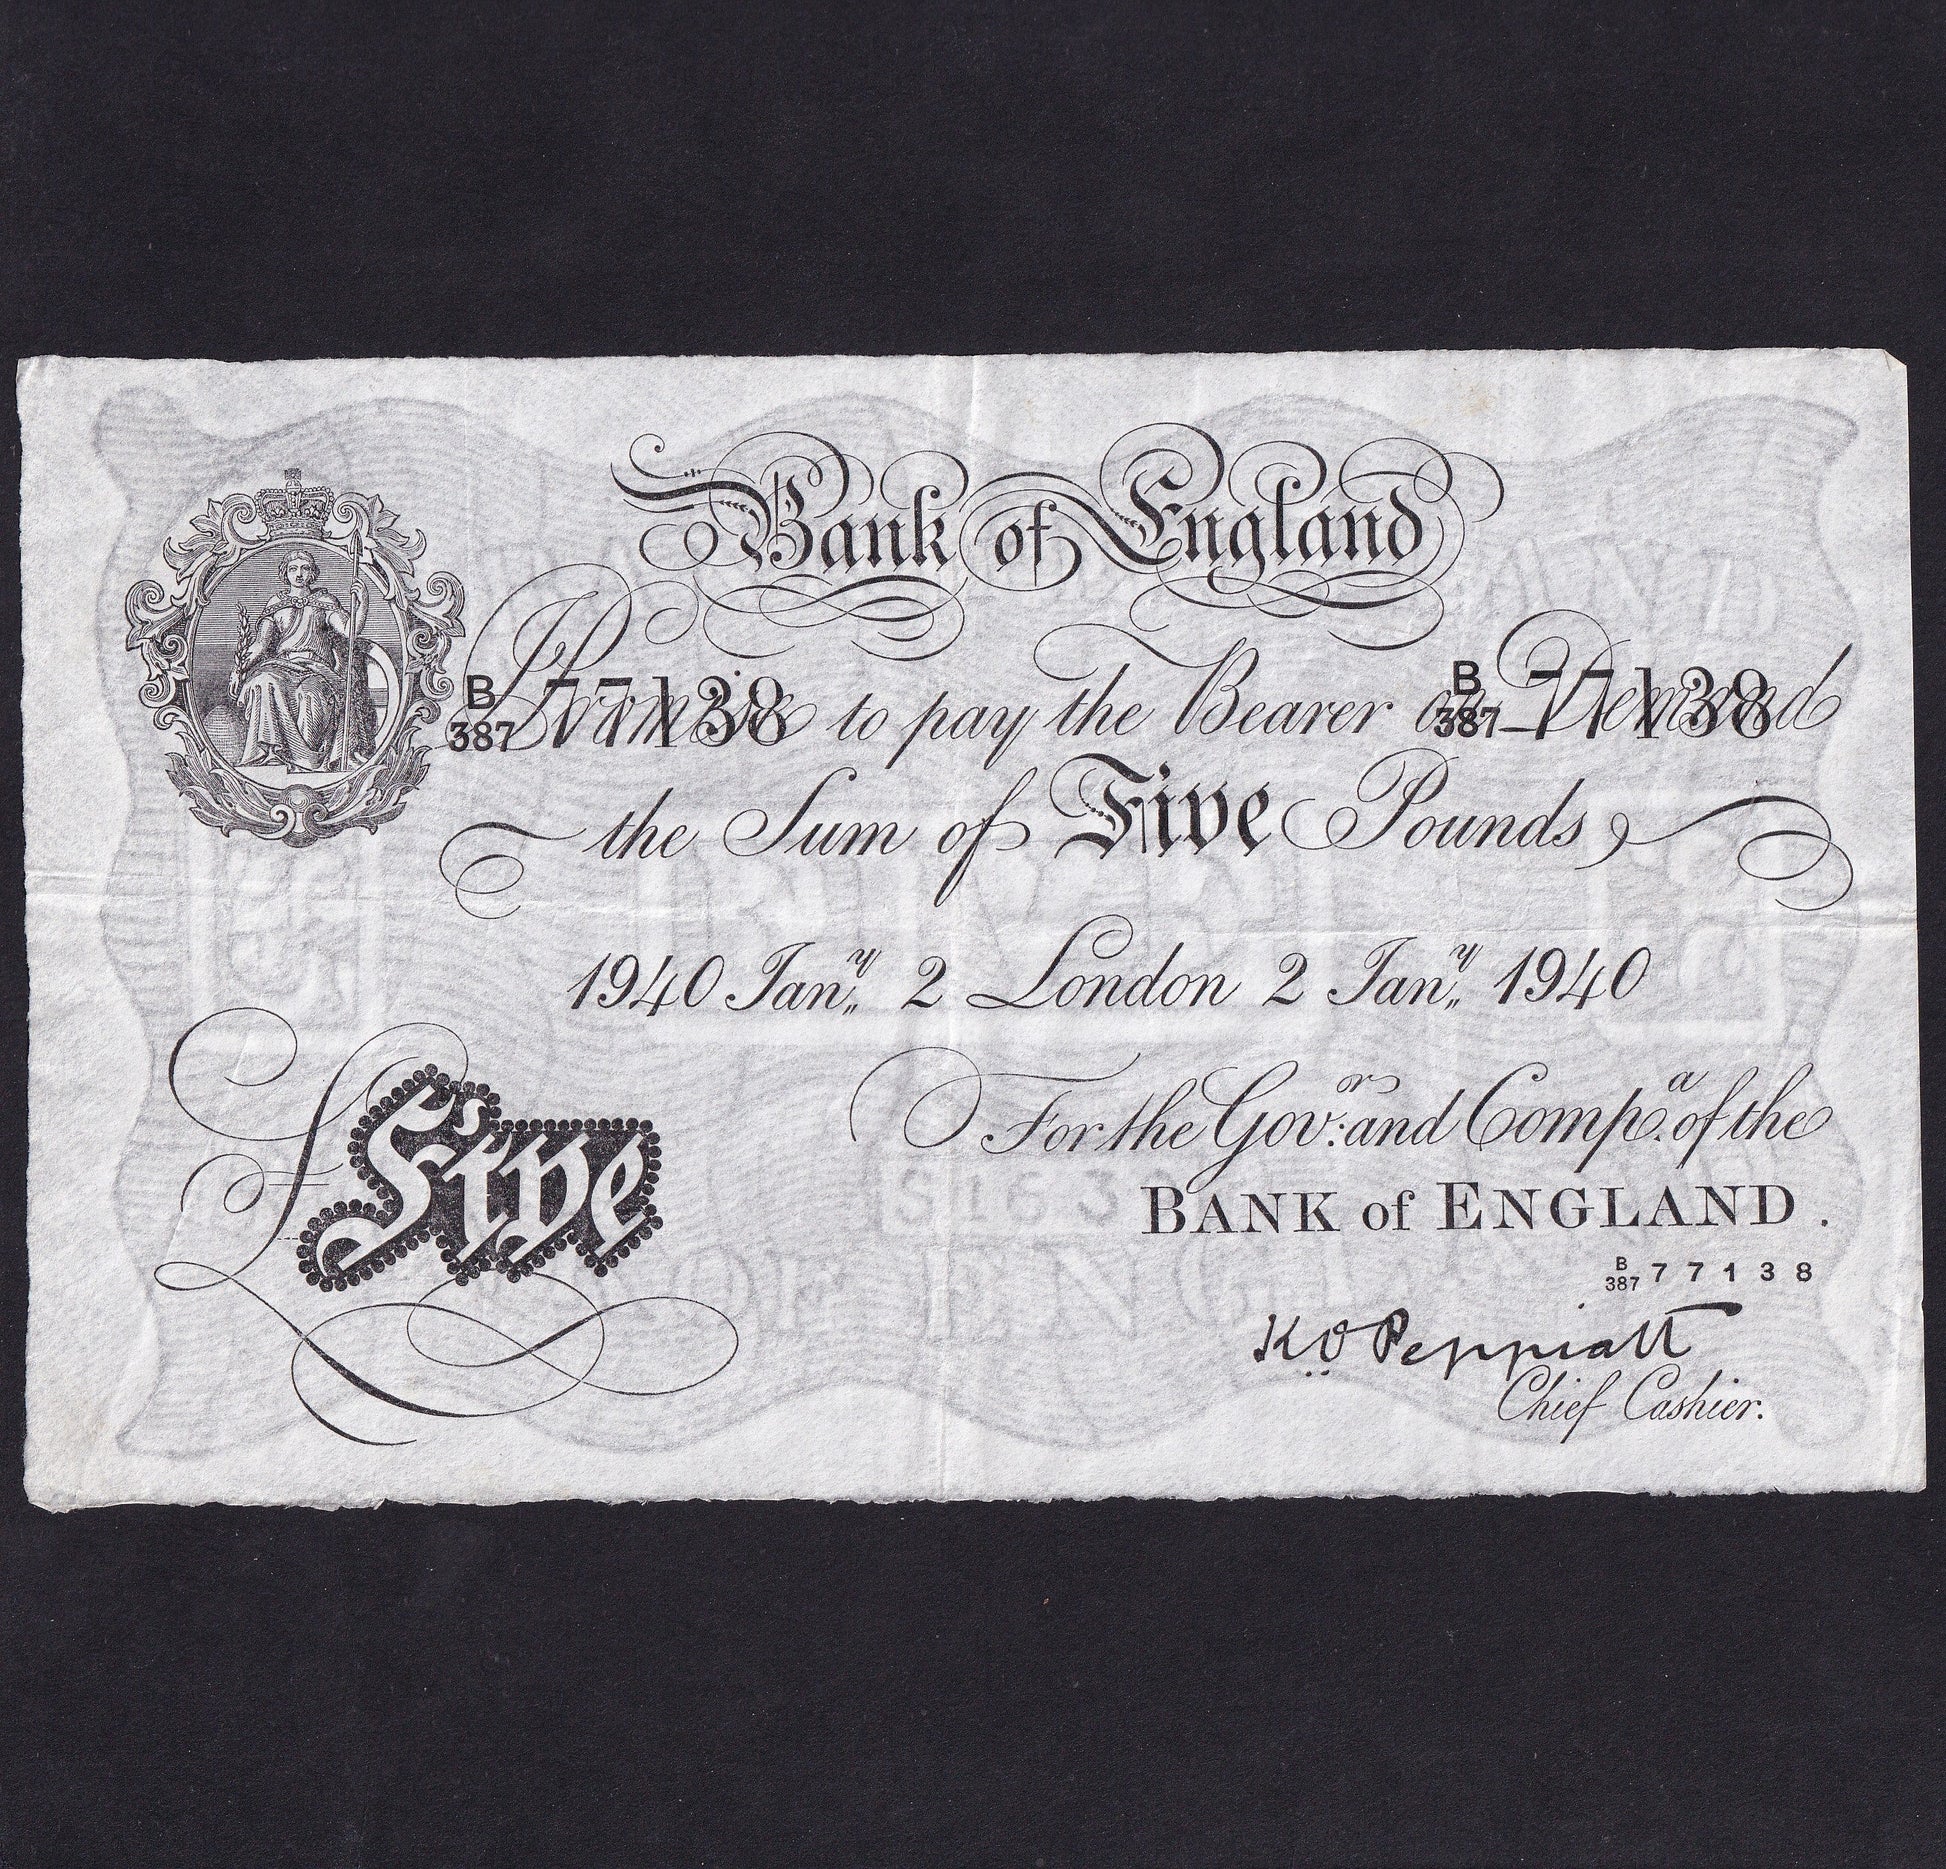 Bank of England
B 387 77138 Promise to pay the Bearer on Demand B 387 77138
the Sum of Five Pounds
1940 Jany 2 London 2 Jany 1940
For the Govr: and Compa. of the
BANK of ENGLAND.
£ Five
B 387 77138
K O Peppiatt
Chief Cashier.